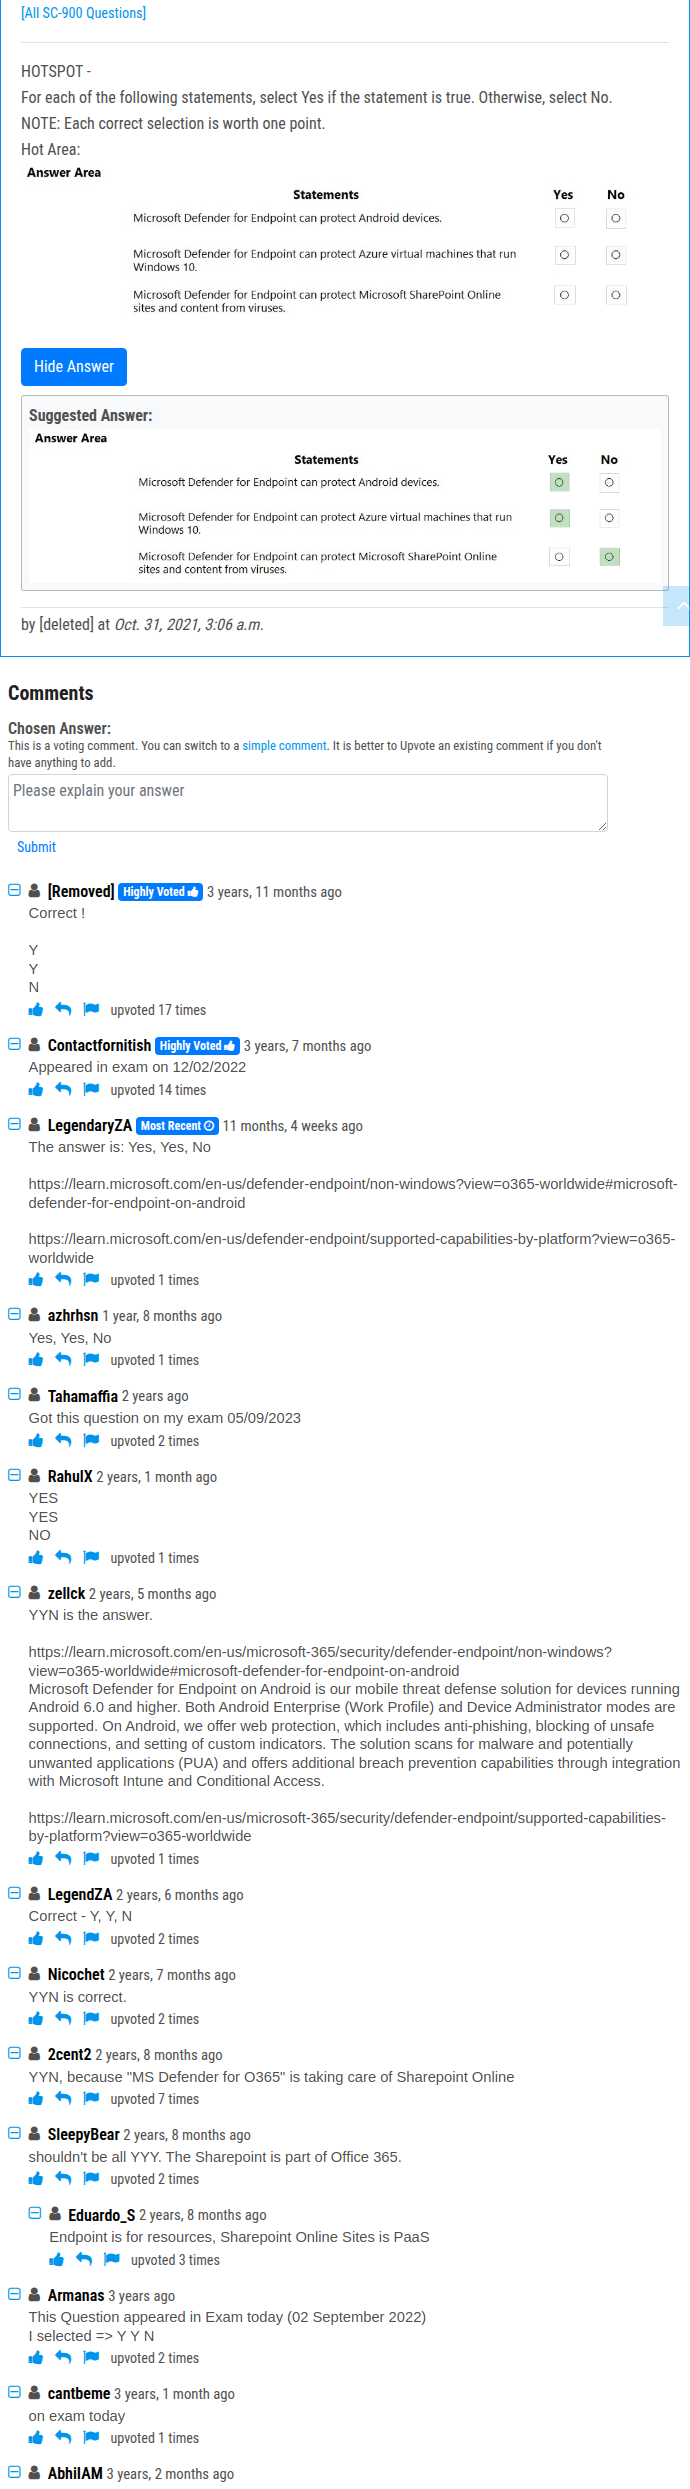 [All SC-900 Questions]
HOTSPOT -
For each of the following statements, select Yes if the statement is true. Otherwise, select No.
NOTE: Each correct selection is worth one point.
Hot Area:
Answer Area
Statements Yes No
Microsoft Defender for Endpoint can protect Android devices.
Microsoft Defender for Endpoint can protect Azure virtual machines that run
Windows 10.
Microsoft Defender for Endpoint can protect Microsoft SharePoint Online
sites and content from viruses.
Hide Answer
Suggested Answer:
Answer Area
Statements Yes No
Microsoft Defender for Endpoint can protect Android devices.
Microsoft Defender for Endpoint can protect Azure virtual machines that run
Windows 10.
Microsoft Defender for Endpoint can protect Microsoft SharePoint Online
sites and content from viruses.
by [deleted] at Oct. 31, 2021, 3:06 a.m.
Comments
Chosen Answer:
This is a voting comment. You can switch to a simple comment. It is better to Upvote an existing comment if you don't
have anything to add.
Please explain your answer
Submit
[Removed] Highly Voted 3 years, 11 months ago
Correct !
Y
Y
N
upvoted 17 times
Contactfornitish Highly Voted 3 years, 7 months ago
Appeared in exam on 12/02/2022
upvoted 14 times
LegendaryZA Most Recent 11 months, 4 weeks ago
The answer is: Yes, Yes, No
https://learn.microsoft.com/en-us/defender-endpoint/non-windows?view=o365-worldwide#microsoft-
defender-for-endpoint-on-android
https://learn.microsoft.com/en-us/defender-endpoint/supported-capabilities-by-platform?view=o365-
worldwide
upvoted 1 times
azhrhsn 1 year, 8 months ago
Yes, Yes, No
upvoted 1 times
Tahamaffia 2 years ago
Got this question on my exam 05/09/2023
upvoted 2 times
RahulX 2 years, 1 month ago
YES
YES
NO
upvoted 1 times
zellck 2 years, 5 months ago
YYN is the answer.
https://learn.microsoft.com/en-us/microsoft-365/security/defender-endpoint/non-windows?
view=o365-worldwide#microsoft-defender-for-endpoint-on-android
Microsoft Defender for Endpoint on Android is our mobile threat defense solution for devices running
Android 6.0 and higher. Both Android Enterprise (Work Profile) and Device Administrator modes are
supported. On Android, we offer web protection, which includes anti-phishing, blocking of unsafe
connections, and setting of custom indicators. The solution scans for malware and potentially
unwanted applications (PUA) and offers additional breach prevention capabilities through integration
with Microsoft Intune and Conditional Access.
https://learn.microsoft.com/en-us/microsoft-365/security/defender-endpoint/supported-capabilities-
by-platform?view=o365-worldwide
upvoted 1 times
LegendZA 2 years, 6 months ago
Correct - Y, Y, N
upvoted 2 times
Nicochet 2 years, 7 months ago
YYN is correct.
upvoted 2 times
2cent2 2 years, 8 months ago
YYN, because "MS Defender for O365" is taking care of Sharepoint Online
upvoted 7 times
SleepyBear 2 years, 8 months ago
shouldn't be all YYY. The Sharepoint is part of Office 365.
upvoted 2 times
Eduardo_S 2 years, 8 months ago
Endpoint is for resources, Sharepoint Online Sites is PaaS
upvoted 3 times
Armanas 3 years ago
This Question appeared in Exam today (02 September 2022)
I selected => Y Y N
upvoted 2 times
cantbeme 3 years, 1 month ago
on exam today
upvoted 1 times
AbhilAM 3 years, 2 months ago